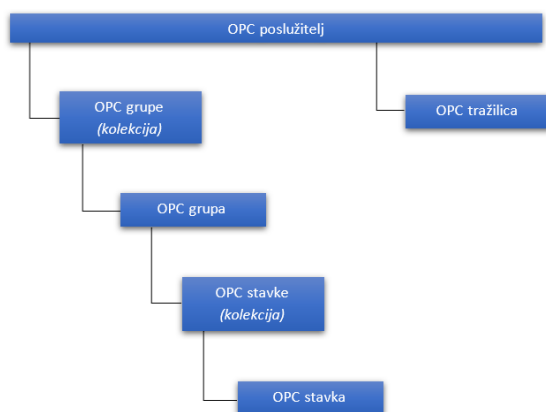 OPC poslužitelj
OPC grupe
(kolekcija)
OPC tražilica
OPC grupa
OPC stavke
(kolekcija)
OPC stavka